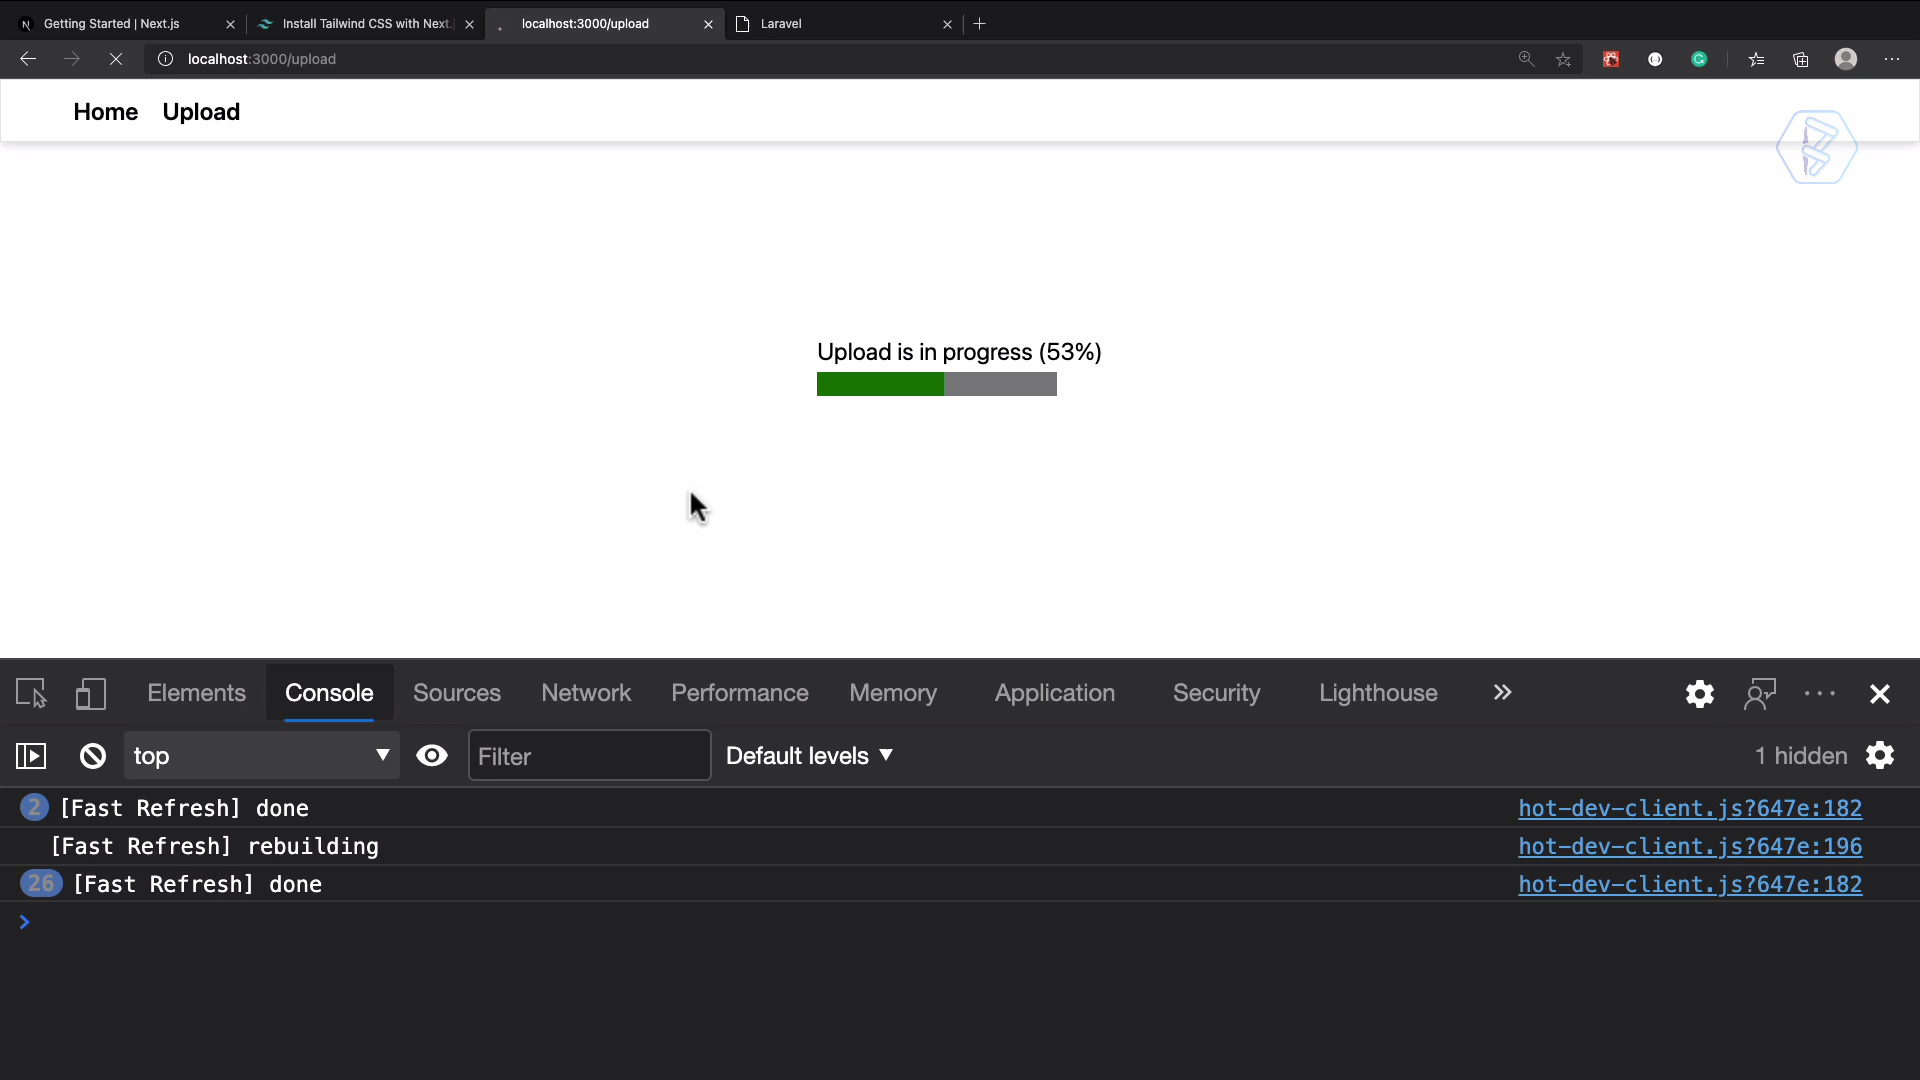 Getting Started | Next.js
Install Tailwind CSS with Next.
localhost:3000/upload
Laravel
localhost:3000/upload
Home Upload
Upload is in progress (53%)
Elements Console Sources Network Performance Memory Application Security Lighthouse
top Filter Default levels 1 hidden
2 [Fast Refresh] done hot-dev-client.js?647e:182
[Fast Refresh] rebuilding hot-dev-client.js?647e:196
26 [Fast Refresh] done hot-dev-client.js?647e:182